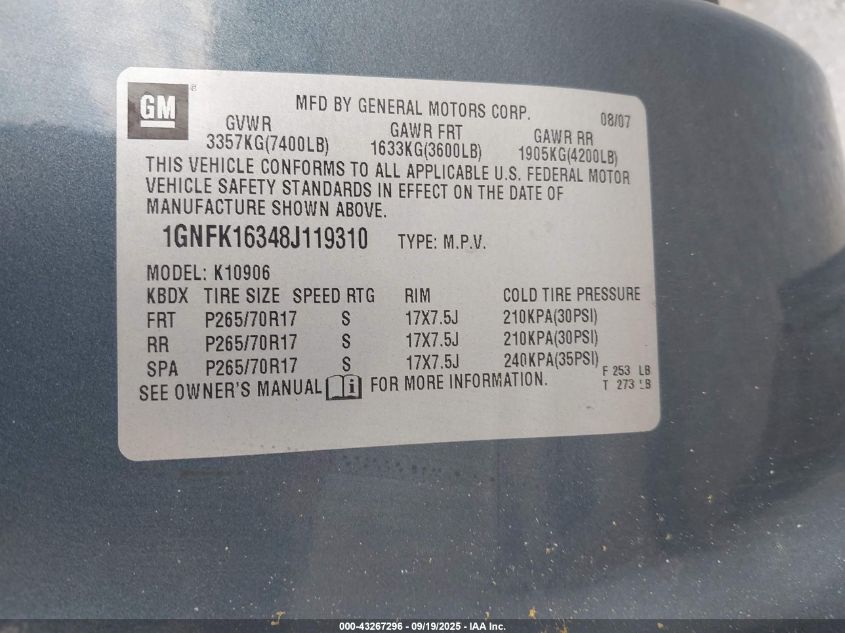 GM
MFD BY GENERAL MOTORS CORP. 08/07
GVWR GAWR FRT GAWR RR
3357KG(7400LB) 1633KG(3600LB) 1905KG(4200LB)
THIS VEHICLE CONFORMS TO ALL APPLICABLE U.S. FEDERAL MOTOR
VEHICLE SAFETY STANDARDS IN EFFECT ON THE DATE OF
MANUFACTURE SHOWN ABOVE.
1GNFK16348J119310 TYPE: M.P.V.
MODEL: K10906
KBDX TIRE SIZE SPEED RTG RIM COLD TIRE PRESSURE
FRT P265/70R17 S 17X7.5J 210KPA(30PSI)
RR P265/70R17 S 17X7.5J 210KPA(30PSI)
SPA P265/70R17 S 17X7.5J 240KPA(35PSI)
F 253 LB
T 273 LB
SEE OWNER'S MANUAL i FOR MORE INFORMATION.
000-43267296 - 09/19/2025 - IAA Inc.